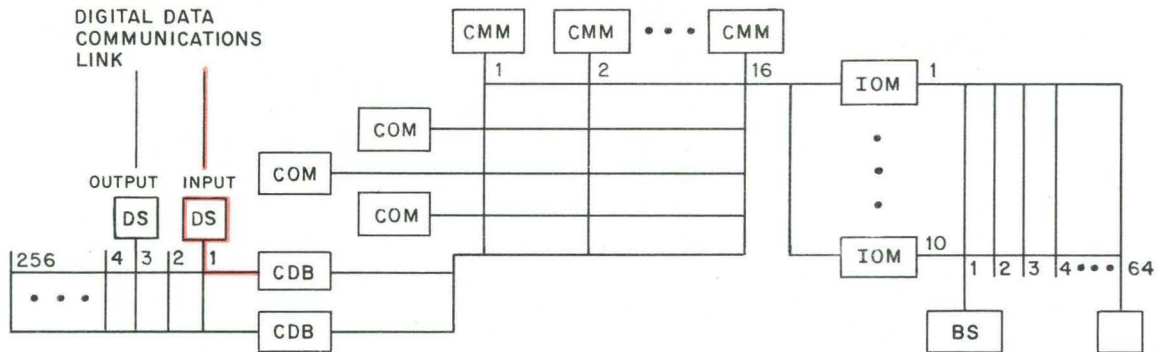 DIGITAL DATA
COMMUNICATIONS
LINK
CMM CMM ••• CMM
1 2 16
IOM 1
COM
COM
COM
OUTPUT INPUT
DS DS
256 4 3 2 1
CDB
CDB
IOM 10
1 2 3 4 ••• 64
BS